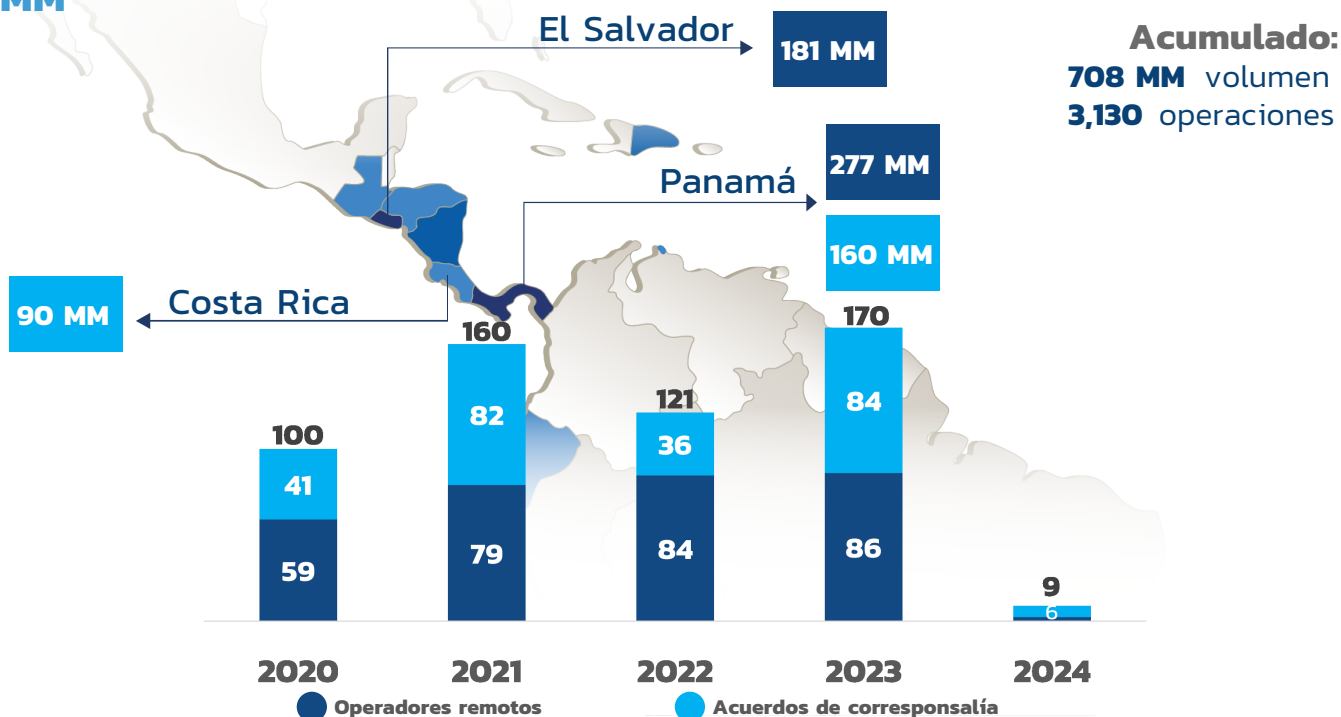 MM
El Salvador
181 MM
Acumulado:
708 MM volumen
3,130 operaciones
Panamá
277 MM
160 MM
Costa Rica
90 MM
100
41
59
160
82
79
121
36
84
170
84
86
9
6
2020
2021
2022
2023
2024
Operadores remotos
Acuerdos de corresponsalía